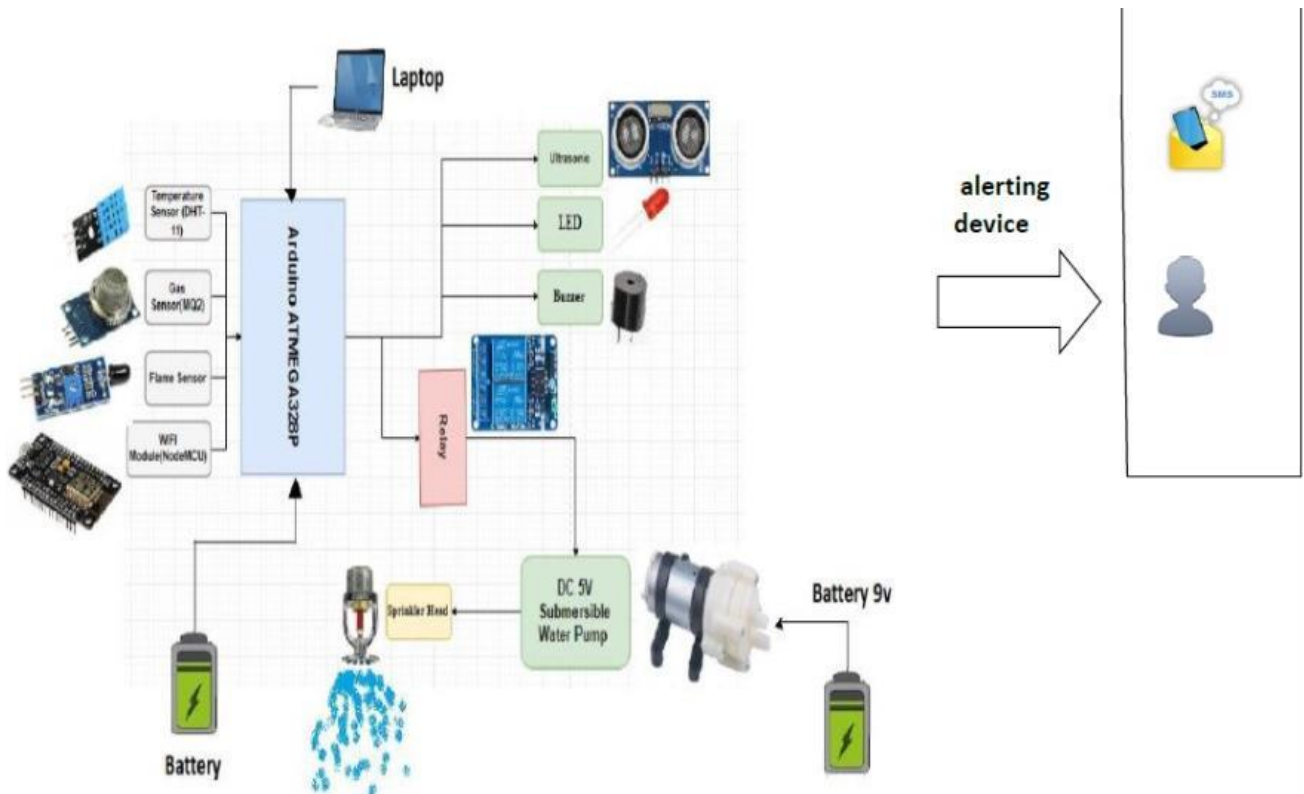 Laptop
Temperature
Sensor (DHT-
11)
Gas
Sensor(MQ2)
Flame Sensor
WIFI
Module(NodeMCU)
Arduino ATMEGA328P
Ultrasonic
LED
Buzzer
Relay
DC 5V
Submersible
Water Pump
Sprinkler Head
Battery
Battery 9v
alerting
device
SMS